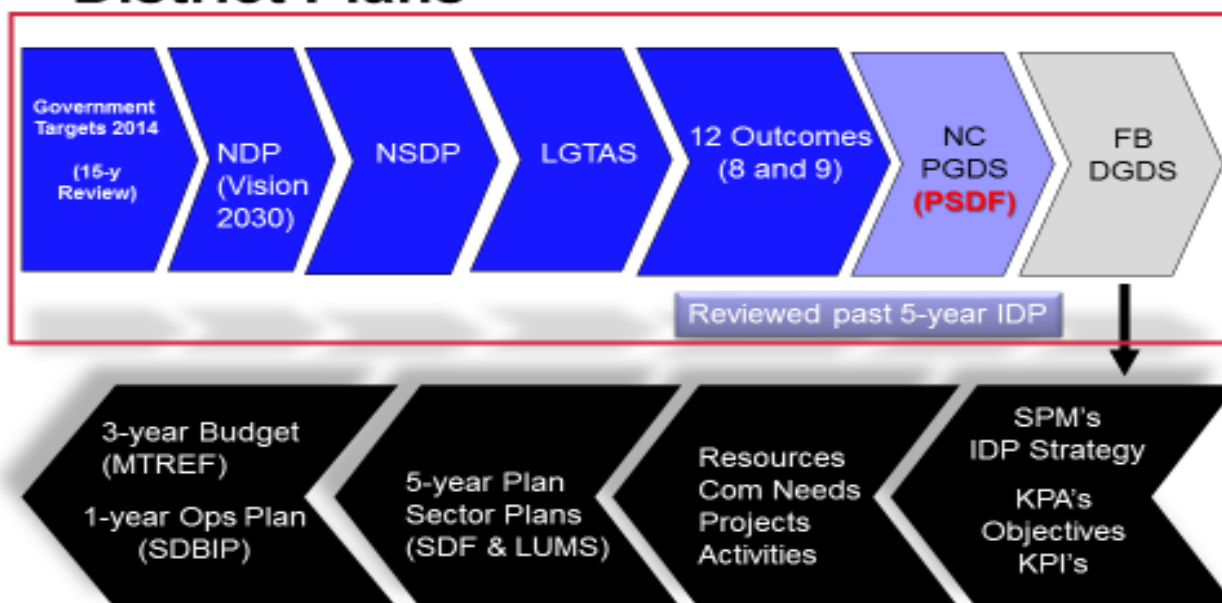 District Plans
Government
Targets 2014
(15-y
Review)
NDP
(Vision
2030)
NSDP
LGTAS
12 Outcomes
(8 and 9)
NC
PGDS
(PSDF)
FB
DGDS
Reviewed past 5-year IDP
3-year Budget
(MTREF)
1-year Ops Plan
(SDBIP)
5-year Plan
Sector Plans
(SDF & LUMS)
Resources
Com Needs
Projects
Activities
SPM's
IDP Strategy
KPA's
Objectives
KPI's